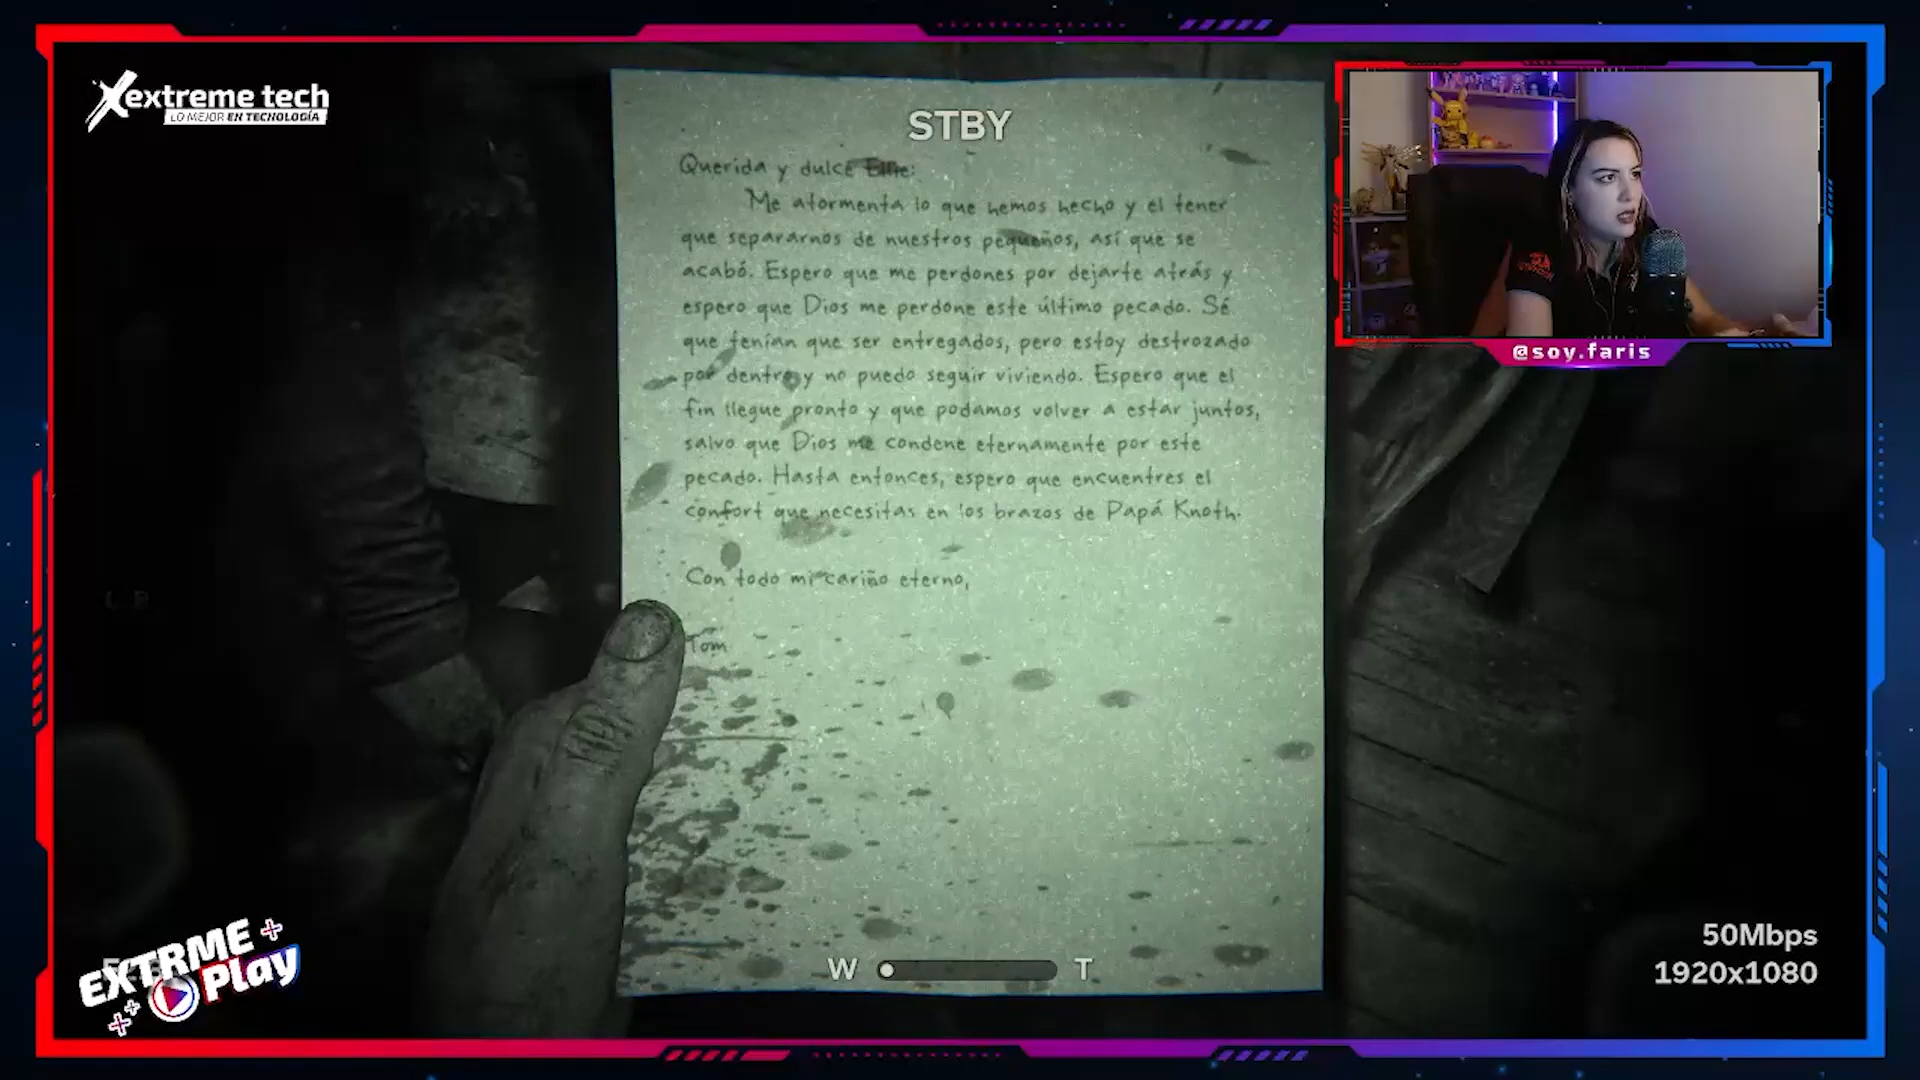 extreme tech
LO MEJOR EN TECNOLOGÍA
STBY
Querida y dulce Effie:
Me atormenta lo que hemos hecho y el tener
que separarnos de nuestros pequeños, así que se
acabó. Espero que me perdones por dejarte atrás y
espero que Dios me perdone este último pecado. Sé
que tenían que ser entregados, pero estoy destrozado
por dentro y no puedo seguir viviendo. Espero que el
fin llegue pronto y que podamos volver a estar juntos,
salvo que Dios me condene eternamente por este
pecado. Hasta entonces, espero que encuentres el
confort que necesitas en los brazos de Papá Knoth.
Con todo mi cariño eterno,
Tom
@soy.faris
EXTRME
Play
W
T
50Mbps
1920x1080